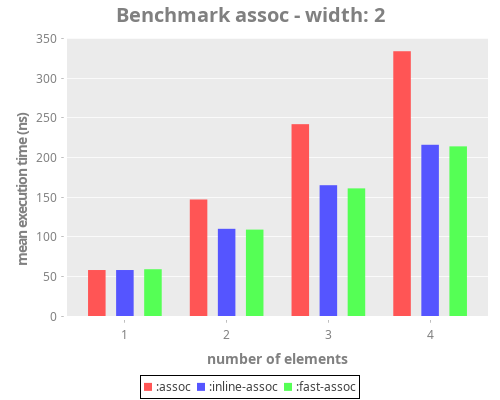 Benchmark assoc - width: 2
mean execution time (ns)
350
300
250
200
150
100
50
0
1 2 3 4
number of elements
:assoc :inline-assoc :fast-assoc